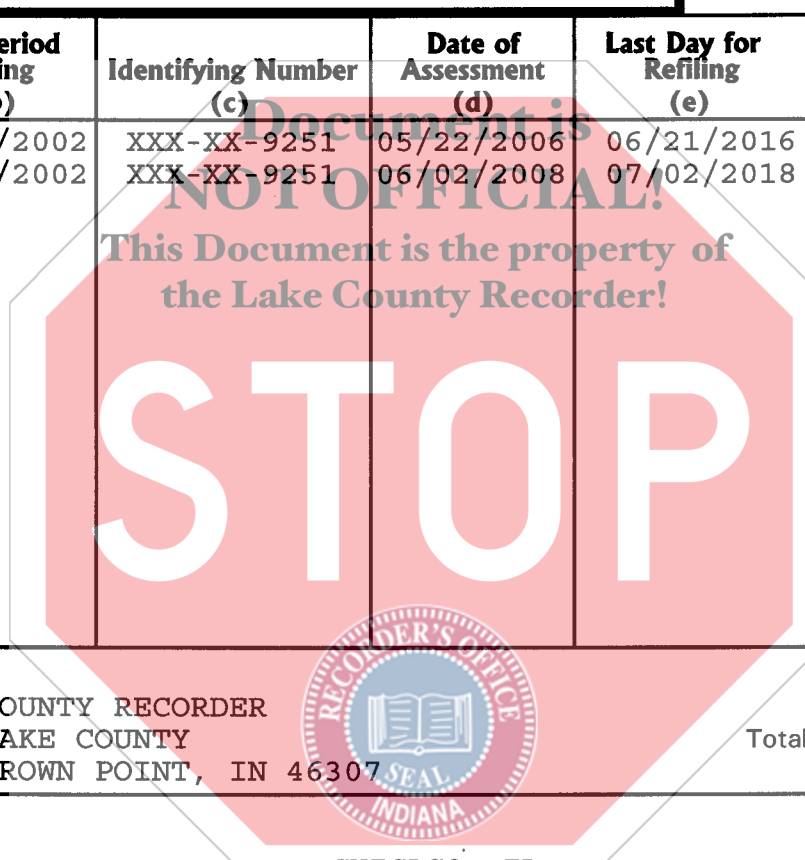 eriod
ing
)
Identifying Number
(c)
Date of
Assessment
(d)
Last Day for
Refiling
(e)
/2002 XXX-XX-9251 05/22/2006 06/21/2016
/2002 XXX-XX-9251 06/02/2008 07/02/2018
Document is
NOT OFFICIAL!
This Document is the property of
the Lake County Recorder!
STOP
RECORDER'S OFFICE
SEAL
INDIANA
OUNTY RECORDER
AKE COUNTY
ROWN POINT, IN 46307
Total